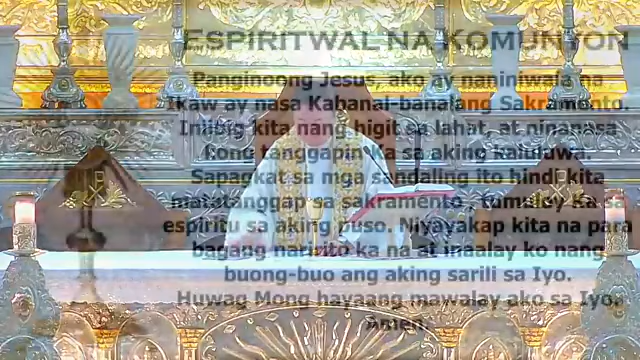 ESPIRITWAL NA KOMUNYON
Panginoong Jesus, ako ay naniniwala na
Ikaw ay nasa Kabanal-banalang Sakramento.
Iniibig kita nang higit sa lahat, at ninanasa
kong tanggapin ka sa aking kaluluwa.
Sapagkat sa mga sandaling ito hindi kita
matatanggap sa sakramento, tumuloy Ka sa
espiritu sa aking puso. Niyayakap kita na para
bagang naririto ka na at inaalay ko nang
buong-buo ang aking sarili sa Iyo.
Huwag Mong hayaang mawalay ako sa Iyo.
Amen.